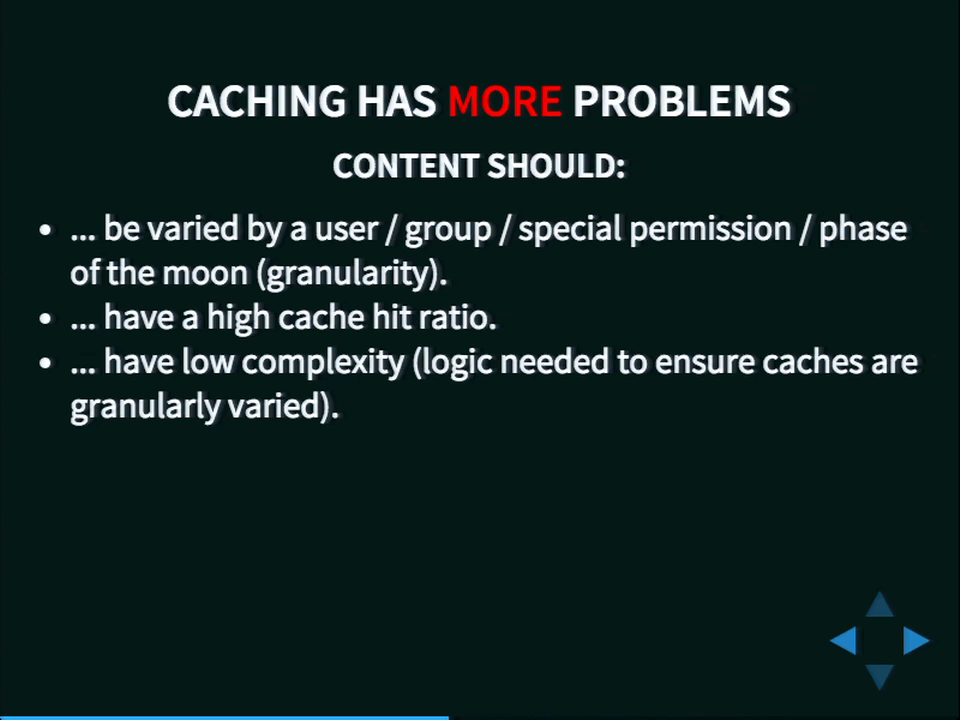 CACHING HAS MORE PROBLEMS
CONTENT SHOULD:
• ... be varied by a user / group / special permission / phase
of the moon (granularity).
• ... have a high cache hit ratio.
• ... have low complexity (logic needed to ensure caches are
granularly varied).